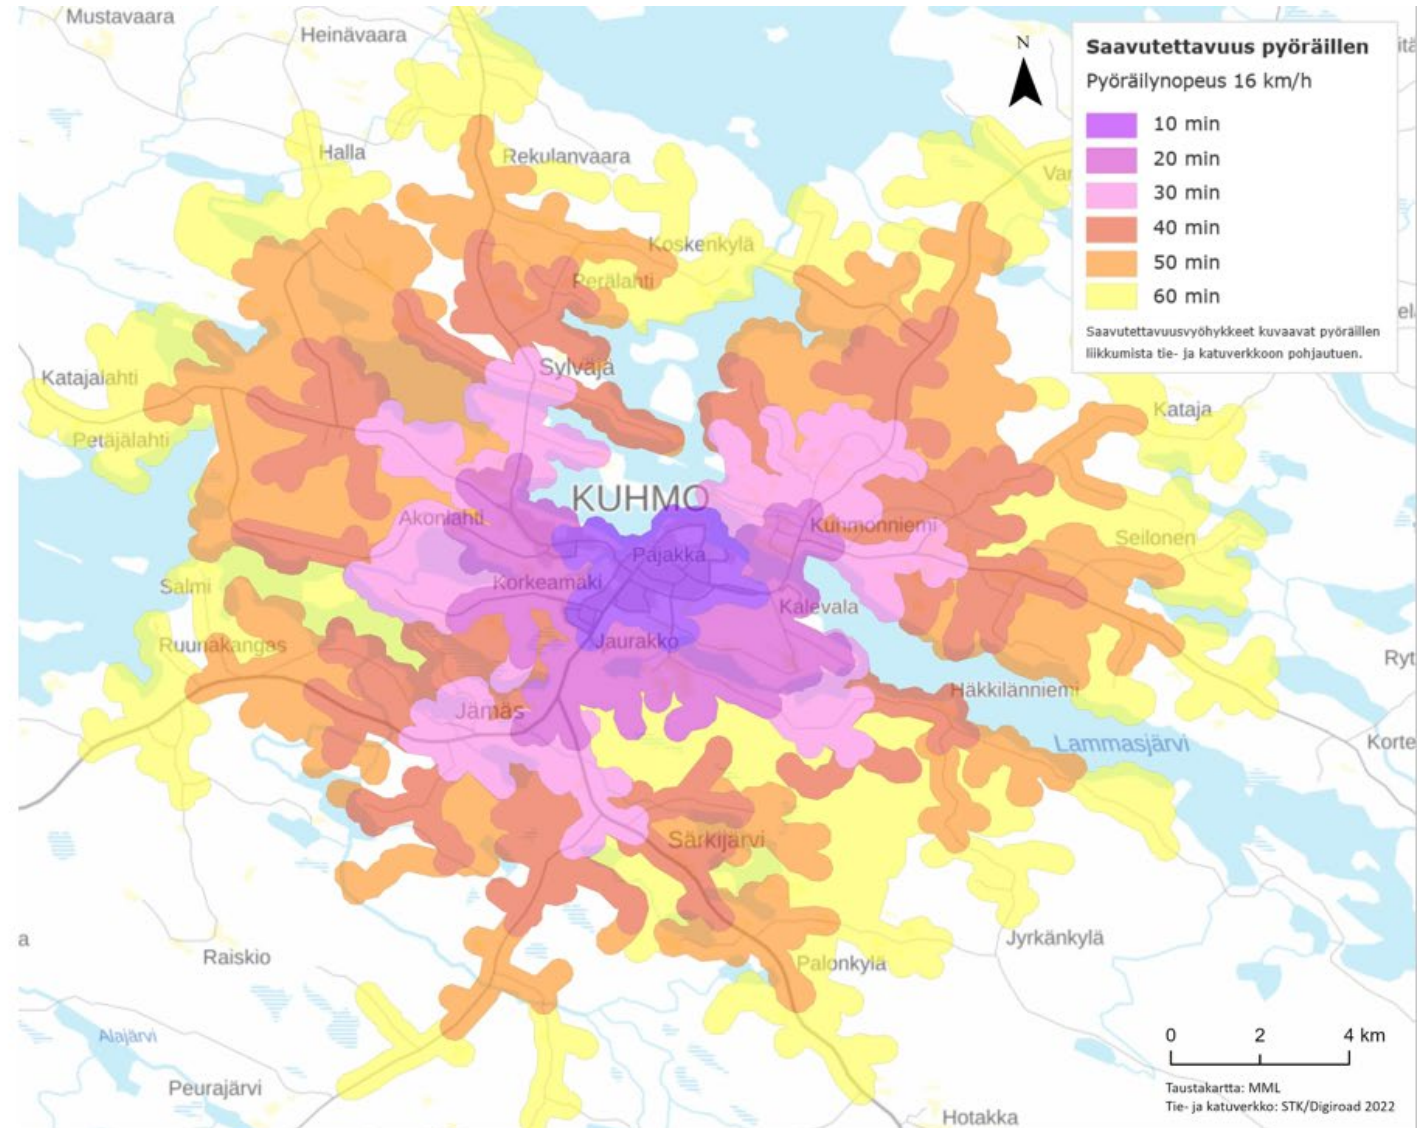 Mustavaara
Heinävaara
N
Saavutettavuus pyöräillen
Pyöräilynopeus 16 km/h
10 min
20 min
30 min
40 min
50 min
60 min
Saavutettavuusvyöhykkeet kuvaavat pyöräillen
liikkumista tie- ja katuverkkoon pohjautuen.
Halla
Rekulanvaara
Koskenkylä
Perälahti
Sylväjä
Katajalahti
Petäjälahti
Kataja
KUHMO
Akonlahti
Kuhmonniemi
Pajakka
Seilonen
Korkeamäki
Salmi
Kalevala
Ruunakangas
Jaurakko
Häkkilänniemi
Jämäs
Lammasjärvi
Särkijärvi
Jyrkänkylä
Raiskio
Palonkylä
Alajärvi
0 2 4 km
Peurajärvi
Taustakartta: MML
Tie- ja katuverkko: STK/Digiroad 2022
Hotakka